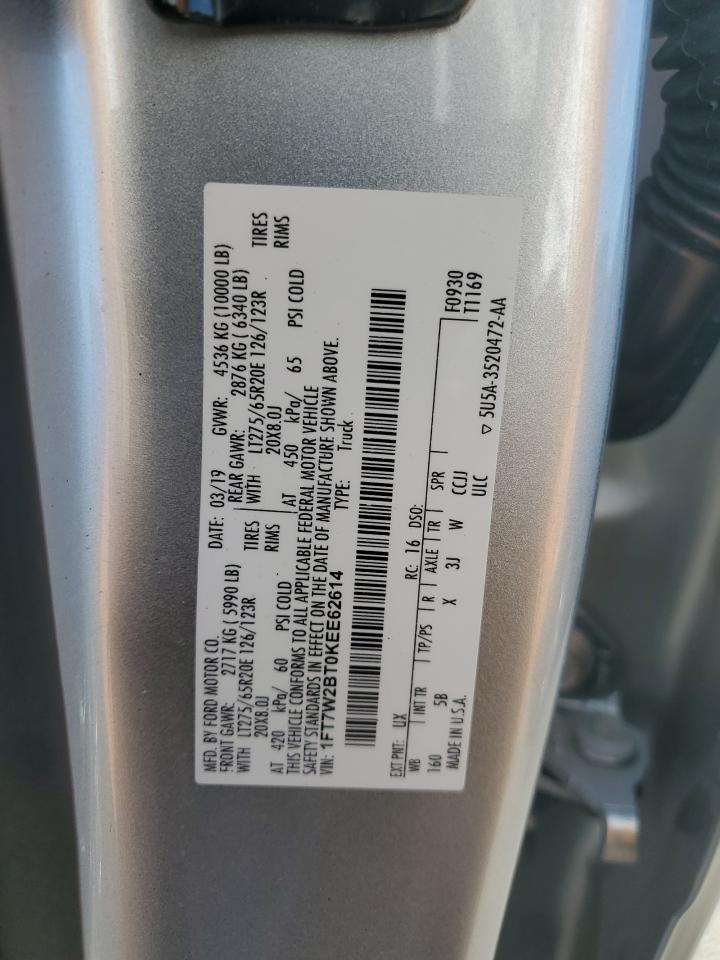 MFD. BY FORD MOTOR CO.
DATE: 03/19 GVWR: 4536 KG (10000 LB)
FRONT GAWR: 2717 KG ( 5990 LB) REAR GAWR: 2876 KG ( 6340 LB)
WITH LT275/65R20E 126/123R TIRES WITH LT275/65R20E 126/123R TIRES
20X8.0J RIMS 20X8.0J RIMS
AT 420 kPa/ 60 PSI COLD AT 450 kPa/ 65 PSI COLD
THIS VEHICLE CONFORMS TO ALL APPLICABLE FEDERAL MOTOR VEHICLE
SAFETY STANDARDS IN EFFECT ON THE DATE OF MANUFACTURE SHOWN ABOVE.
VIN: 1FT7W2BT0KEE62614 TYPE: Truck
EXT PNT: UX RC: 16 DSO: F0930
WB INT TR TP/PS R AXLE TR SPR T1169
160 5B X 3J W CCJJ
MADE IN U.S.A. ULC
▽ 5U5A-3520472-AA